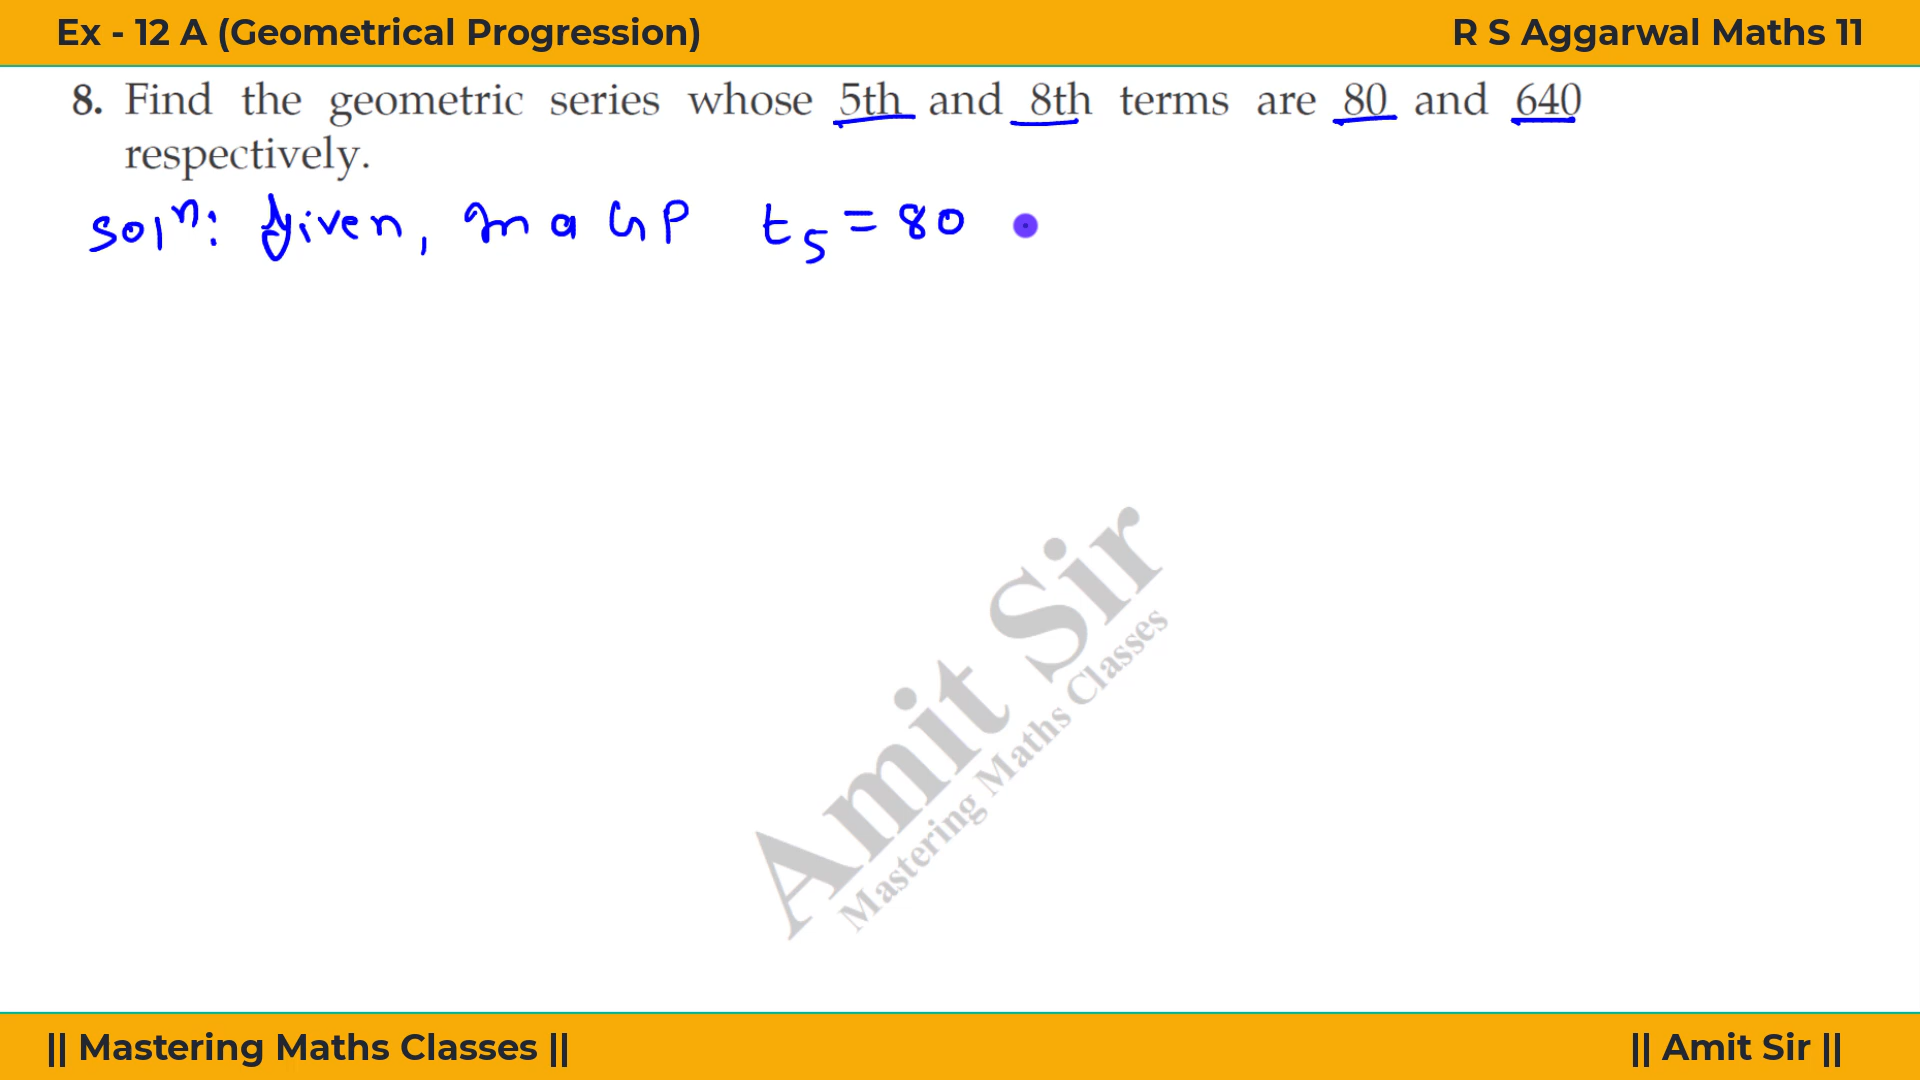 Ex - 12 A (Geometrical Progression)
R S Aggarwal Maths 11
8. Find the geometric series whose 5th and 8th terms are 80 and 640
respectively.
Solⁿ: Given, In a GP t₅ = 80
Amit Sir
Mastering Maths Classes
|| Mastering Maths Classes ||
|| Amit Sir ||